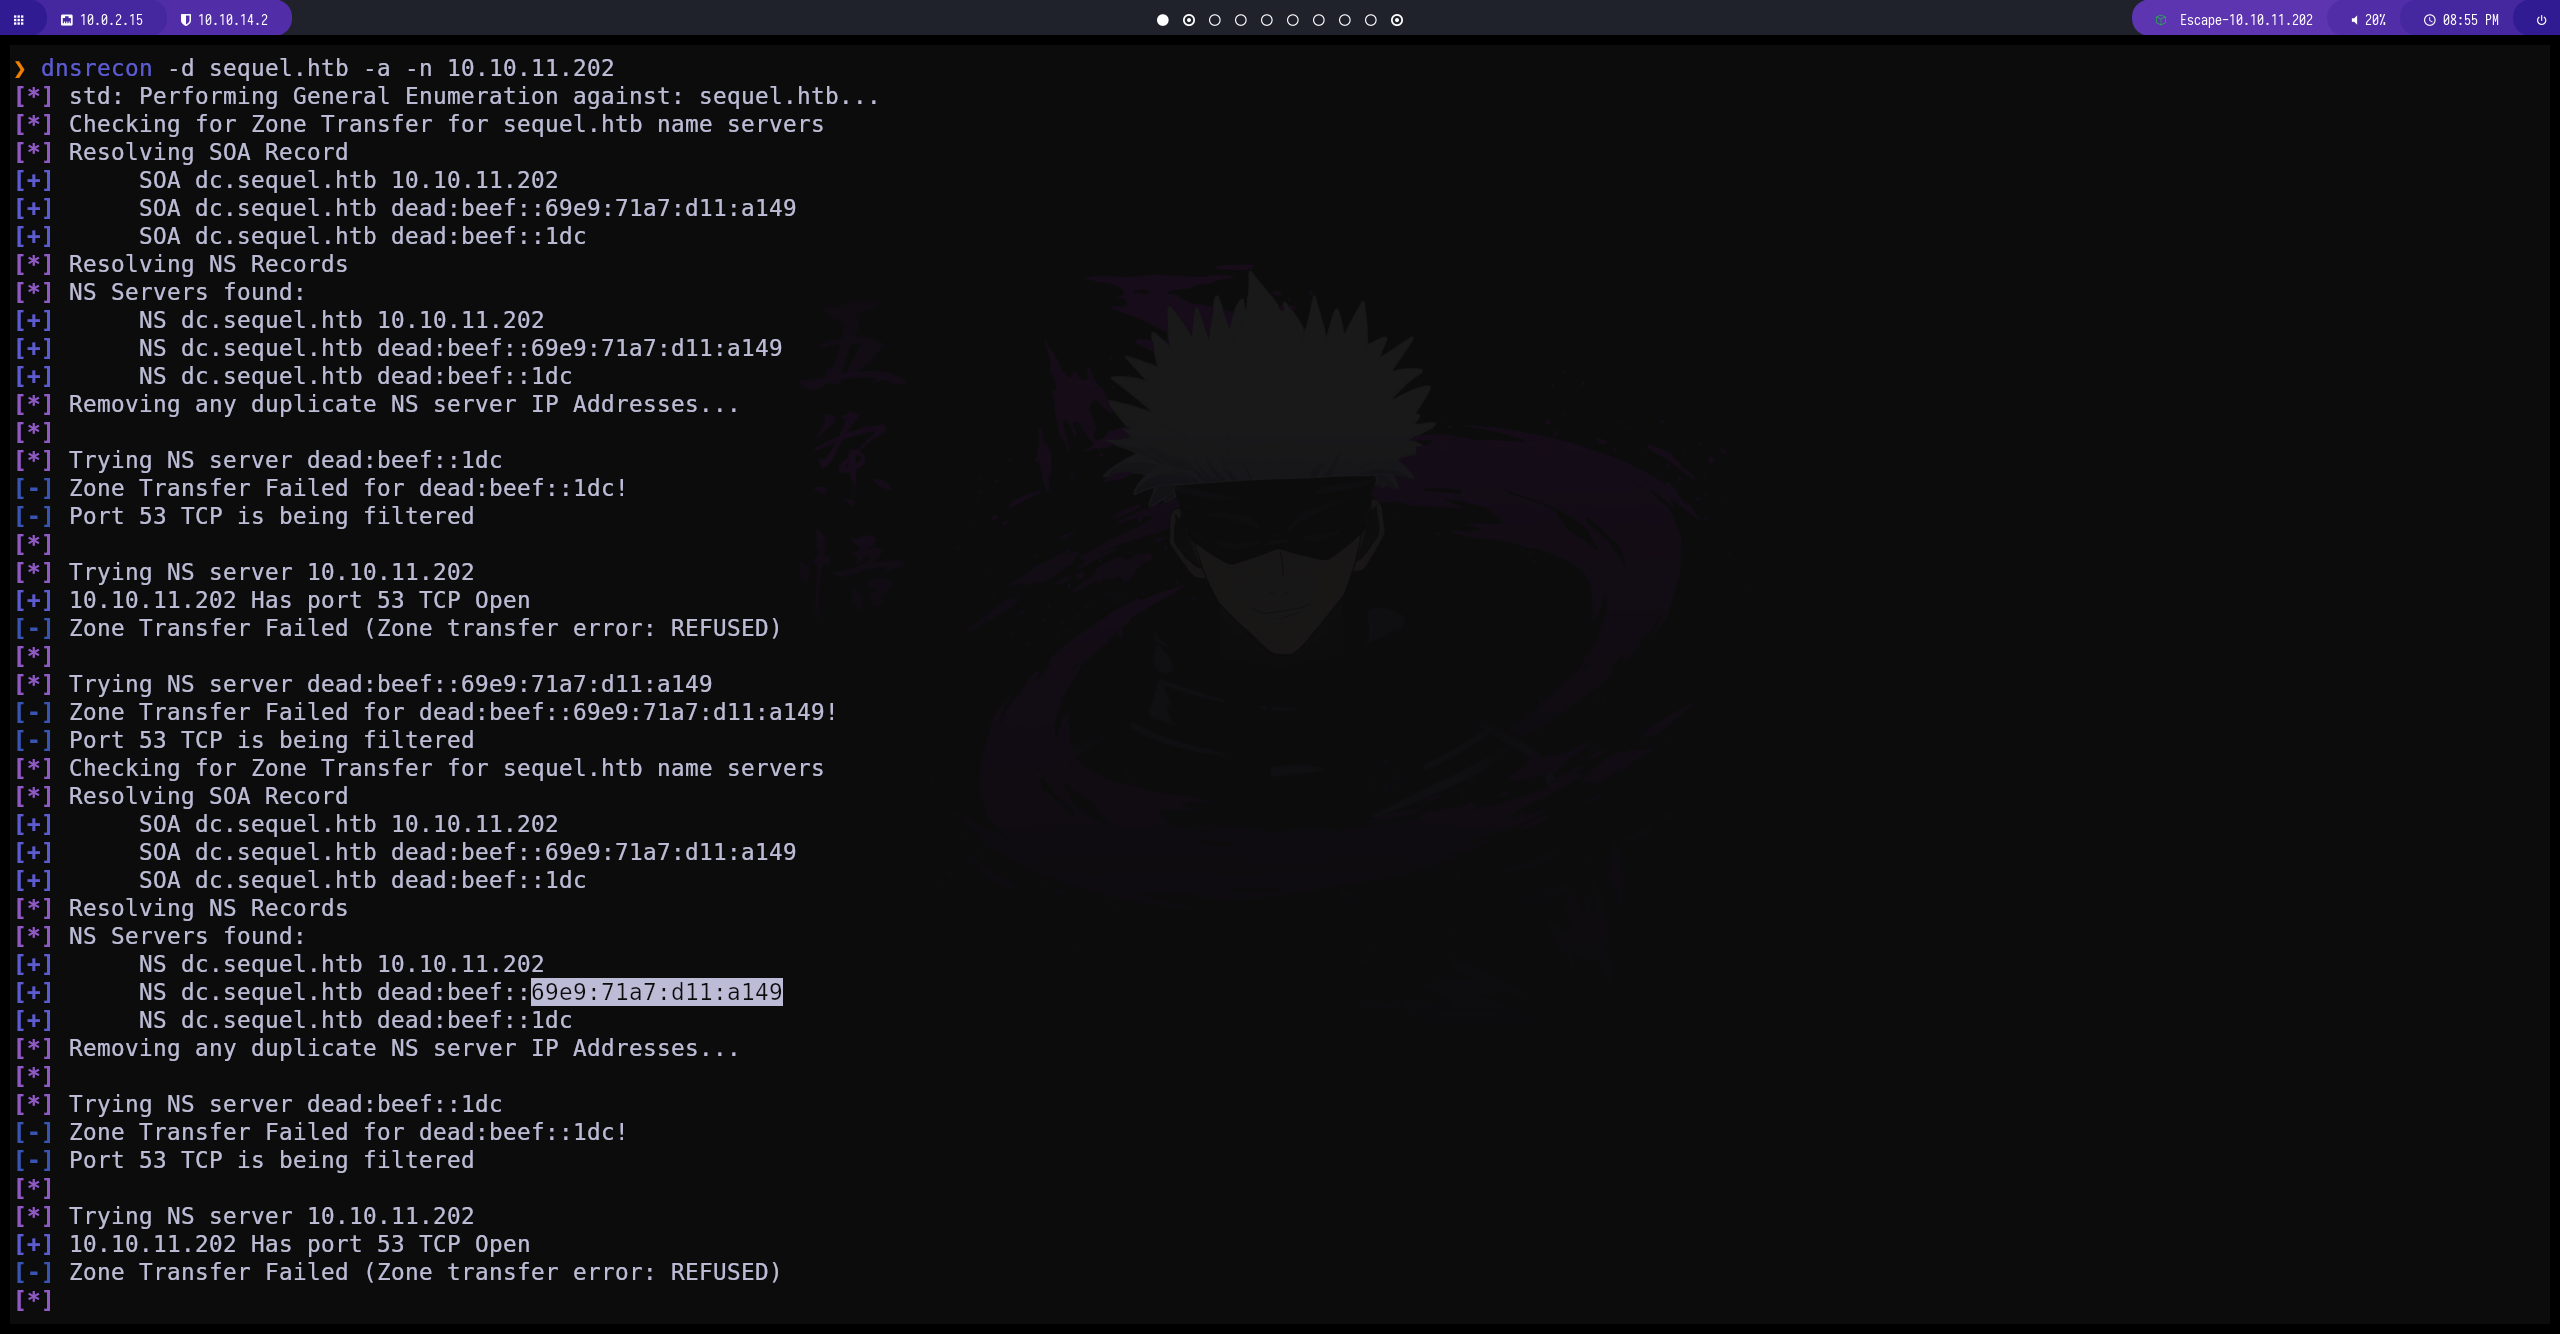 10.0.2.15 10.10.14.2 Escape-10.10.11.202 20% 08:55 PM
❯ dnsrecon -d sequel.htb -a -n 10.10.11.202
[*] std: Performing General Enumeration against: sequel.htb...
[*] Checking for Zone Transfer for sequel.htb name servers
[*] Resolving SOA Record
[+]      SOA dc.sequel.htb 10.10.11.202
[+]      SOA dc.sequel.htb dead:beef::69e9:71a7:d11:a149
[+]      SOA dc.sequel.htb dead:beef::1dc
[*] Resolving NS Records
[*] NS Servers found:
[+]      NS dc.sequel.htb 10.10.11.202
[+]      NS dc.sequel.htb dead:beef::69e9:71a7:d11:a149
[+]      NS dc.sequel.htb dead:beef::1dc
[*] Removing any duplicate NS server IP Addresses...
[*]
[*] Trying NS server dead:beef::1dc
[-] Zone Transfer Failed for dead:beef::1dc!
[-] Port 53 TCP is being filtered
[*]
[*] Trying NS server 10.10.11.202
[+] 10.10.11.202 Has port 53 TCP Open
[-] Zone Transfer Failed (Zone transfer error: REFUSED)
[*]
[*] Trying NS server dead:beef::69e9:71a7:d11:a149
[-] Zone Transfer Failed for dead:beef::69e9:71a7:d11:a149!
[-] Port 53 TCP is being filtered
[*] Checking for Zone Transfer for sequel.htb name servers
[*] Resolving SOA Record
[+]      SOA dc.sequel.htb 10.10.11.202
[+]      SOA dc.sequel.htb dead:beef::69e9:71a7:d11:a149
[+]      SOA dc.sequel.htb dead:beef::1dc
[*] Resolving NS Records
[*] NS Servers found:
[+]      NS dc.sequel.htb 10.10.11.202
[+]      NS dc.sequel.htb dead:beef::69e9:71a7:d11:a149
[+]      NS dc.sequel.htb dead:beef::1dc
[*] Removing any duplicate NS server IP Addresses...
[*]
[*] Trying NS server dead:beef::1dc
[-] Zone Transfer Failed for dead:beef::1dc!
[-] Port 53 TCP is being filtered
[*]
[*] Trying NS server 10.10.11.202
[+] 10.10.11.202 Has port 53 TCP Open
[-] Zone Transfer Failed (Zone transfer error: REFUSED)
[*]
五条悟